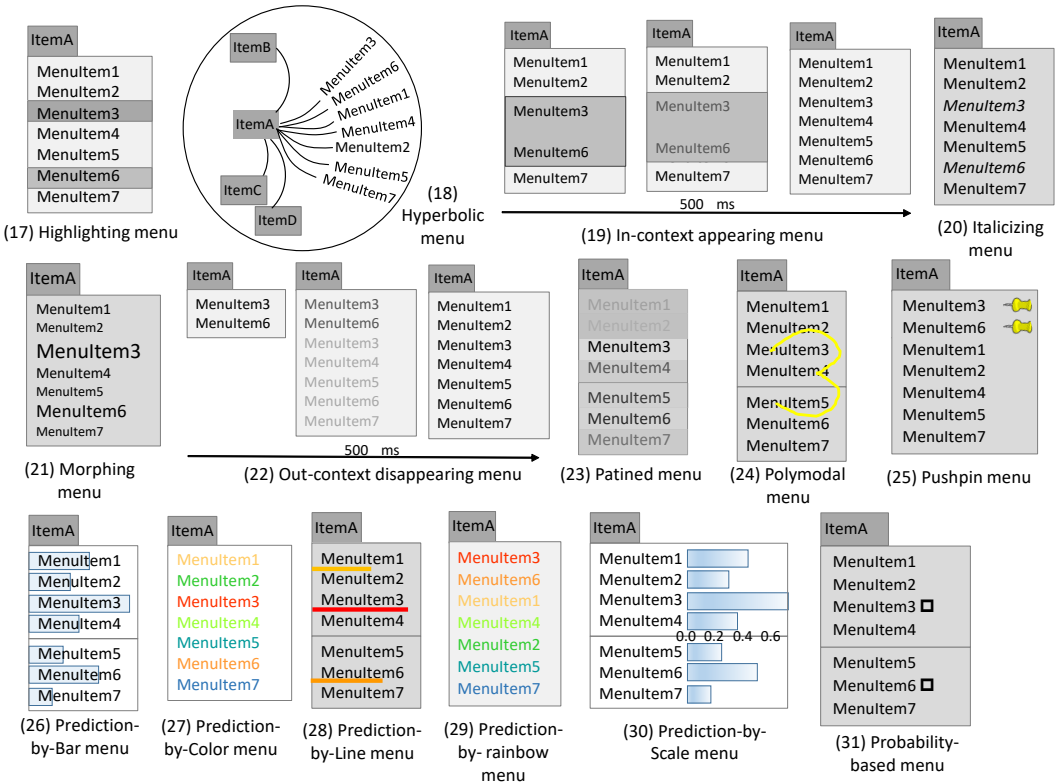 ItemA
MenuItem1
MenuItem2
MenuItem3
MenuItem4
MenuItem5
MenuItem6
MenuItem7
(17) Highlighting menu
ItemB
ItemA
ItemC
ItemD
MenuItem3
MenuItem6
MenuItem1
MenuItem4
MenuItem2
MenuItem5
MenuItem7
(18)
Hyperbolic
menu
ItemA
MenuItem1
MenuItem2
MenuItem3
MenuItem6
MenuItem7
ItemA
MenuItem1
MenuItem2
MenuItem3
MenuItem6
MenuItem7
ItemA
MenuItem1
MenuItem2
MenuItem3
MenuItem4
MenuItem5
MenuItem6
MenuItem7
500 ms
(19) In-context appearing menu
ItemA
MenuItem1
MenuItem2
MenuItem3
MenuItem4
MenuItem5
MenuItem6
MenuItem7
(20) Italicizing
menu
ItemA
MenuItem1
MenuItem2
MenuItem3
MenuItem4
MenuItem5
MenuItem6
MenuItem7
(21) Morphing
menu
ItemA
MenuItem3
MenuItem6
ItemA
MenuItem3
MenuItem6
MenuItem3
MenuItem4
MenuItem5
MenuItem6
MenuItem7
ItemA
MenuItem1
MenuItem2
MenuItem3
MenuItem4
MenuItem5
MenuItem6
MenuItem7
500 ms
(22) Out-context disappearing menu
ItemA
MenuItem1
MenuItem2
MenuItem3
MenuItem4
MenuItem5
MenuItem6
MenuItem7
(23) Patined menu
ItemA
MenuItem1
MenuItem2
MenuItem3
MenuItem4
MenuItem5
MenuItem6
MenuItem7
(24) Polymodal
menu
ItemA
MenuItem3
MenuItem6
MenuItem1
MenuItem2
MenuItem4
MenuItem5
MenuItem7
(25) Pushpin menu
ItemA
MenuItem1
MenuItem2
MenuItem3
MenuItem4
MenuItem5
MenuItem6
MenuItem7
(26) Prediction-
by-Bar menu
ItemA
MenuItem1
MenuItem2
MenuItem3
MenuItem4
MenuItem5
MenuItem6
MenuItem7
(27) Prediction-
by-Color menu
ItemA
MenuItem1
MenuItem2
MenuItem3
MenuItem4
MenuItem5
MenuItem6
MenuItem7
(28) Prediction-
by-Line menu
ItemA
MenuItem3
MenuItem6
MenuItem1
MenuItem4
MenuItem2
MenuItem5
MenuItem7
(29) Prediction-
by- rainbow
menu
ItemA
MenuItem1
MenuItem2
MenuItem3
MenuItem4
0.0 0.2 0.4 0.6
MenuItem5
MenuItem6
MenuItem7
(30) Prediction-by-
Scale menu
ItemA
MenuItem1
MenuItem2
MenuItem3
MenuItem4
MenuItem5
MenuItem6
MenuItem7
(31) Probability-
based menu